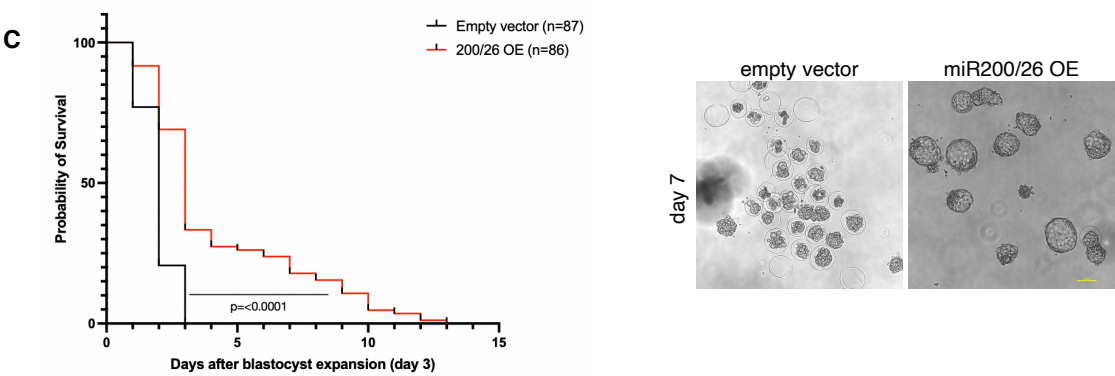 C
Empty vector (n=87)
200/26 OE (n=86)
100
50
0
Probability of Survival
p=<0.0001
0 5 10 15
Days after blastocyst expansion (day 3)
empty vector miR200/26 OE
day 7